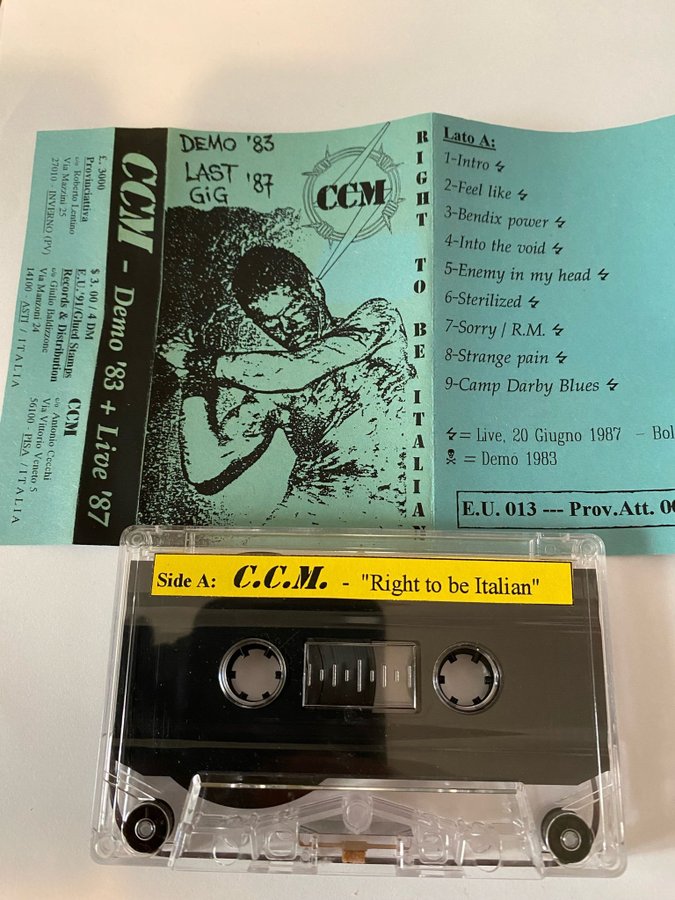 £. 3000
Provinciattiva
c/o Roberto Lentino
Via Mazzini 25
27010 - INVERNO (PV)
$ 3,00/4 DM
E.U. '91/Glued Stamps
Records & Distribution
c/o Giulio Baldizzone
Via Manzoni 24
14100 - ASTI / ITALIA
CCM
c/o Antonio Cecchi
Via Vittorio Veneto 5
56100 - PISA / ITALIA
CCM - Demo '83 + Live '87
DEMO '83
LAST GIG '87
CCM
RIGHT TO BE ITALIAN
Lato A:
1-Intro ϟ
2-Feel like ϟ
3-Bendix power ϟ
4-Into the void ϟ
5-Enemy in my head ϟ
6-Sterilized ϟ
7-Sorry / R.M. ϟ
8-Strange pain ϟ
9-Camp Darby Blues ϟ
ϟ= Live, 20 Giugno 1987 - Bol
☠ = Demo 1983
E.U. 013 --- Prov.Att. 00
Side A: C.C.M. - "Right to be Italian"